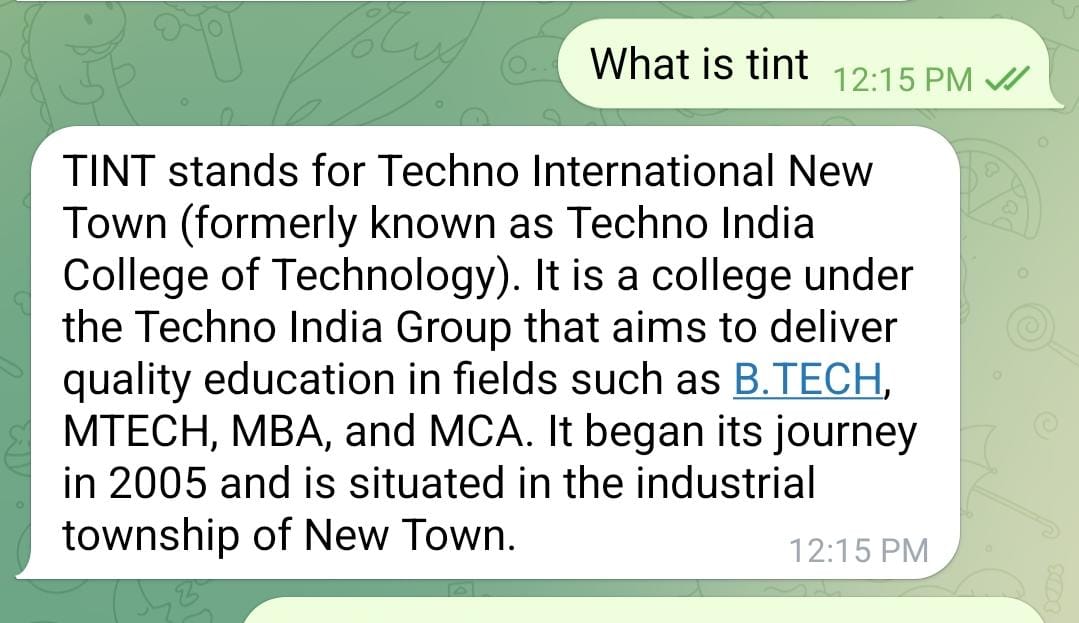 What is tint
12:15 PM
TINT stands for Techno International New
Town (formerly known as Techno India
College of Technology). It is a college under
the Techno India Group that aims to deliver
quality education in fields such as B.TECH,
MTECH, MBA, and MCA. It began its journey
in 2005 and is situated in the industrial
township of New Town.
12:15 PM